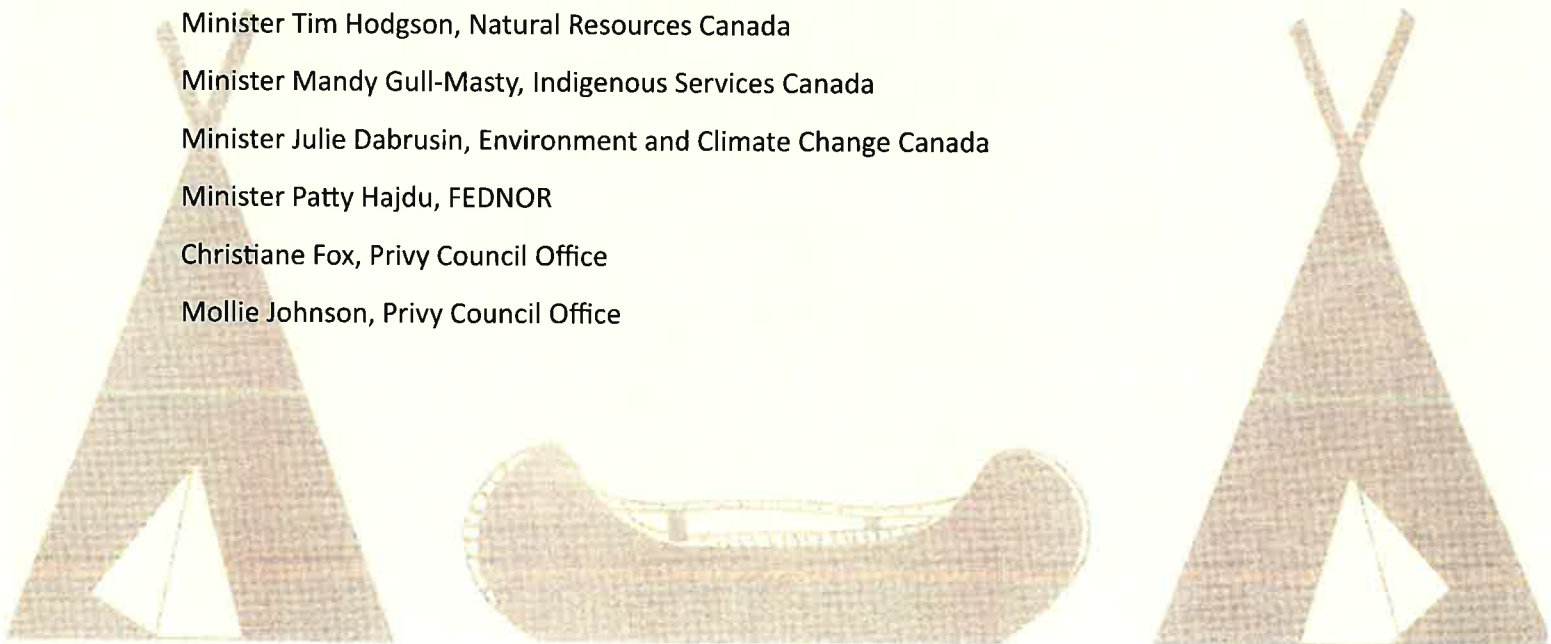 Minister Tim Hodgson, Natural Resources Canada
Minister Mandy Gull-Masty, Indigenous Services Canada
Minister Julie Dabrusin, Environment and Climate Change Canada
Minister Patty Hajdu, FEDNOR
Christiane Fox, Privy Council Office
Mollie Johnson, Privy Council Office